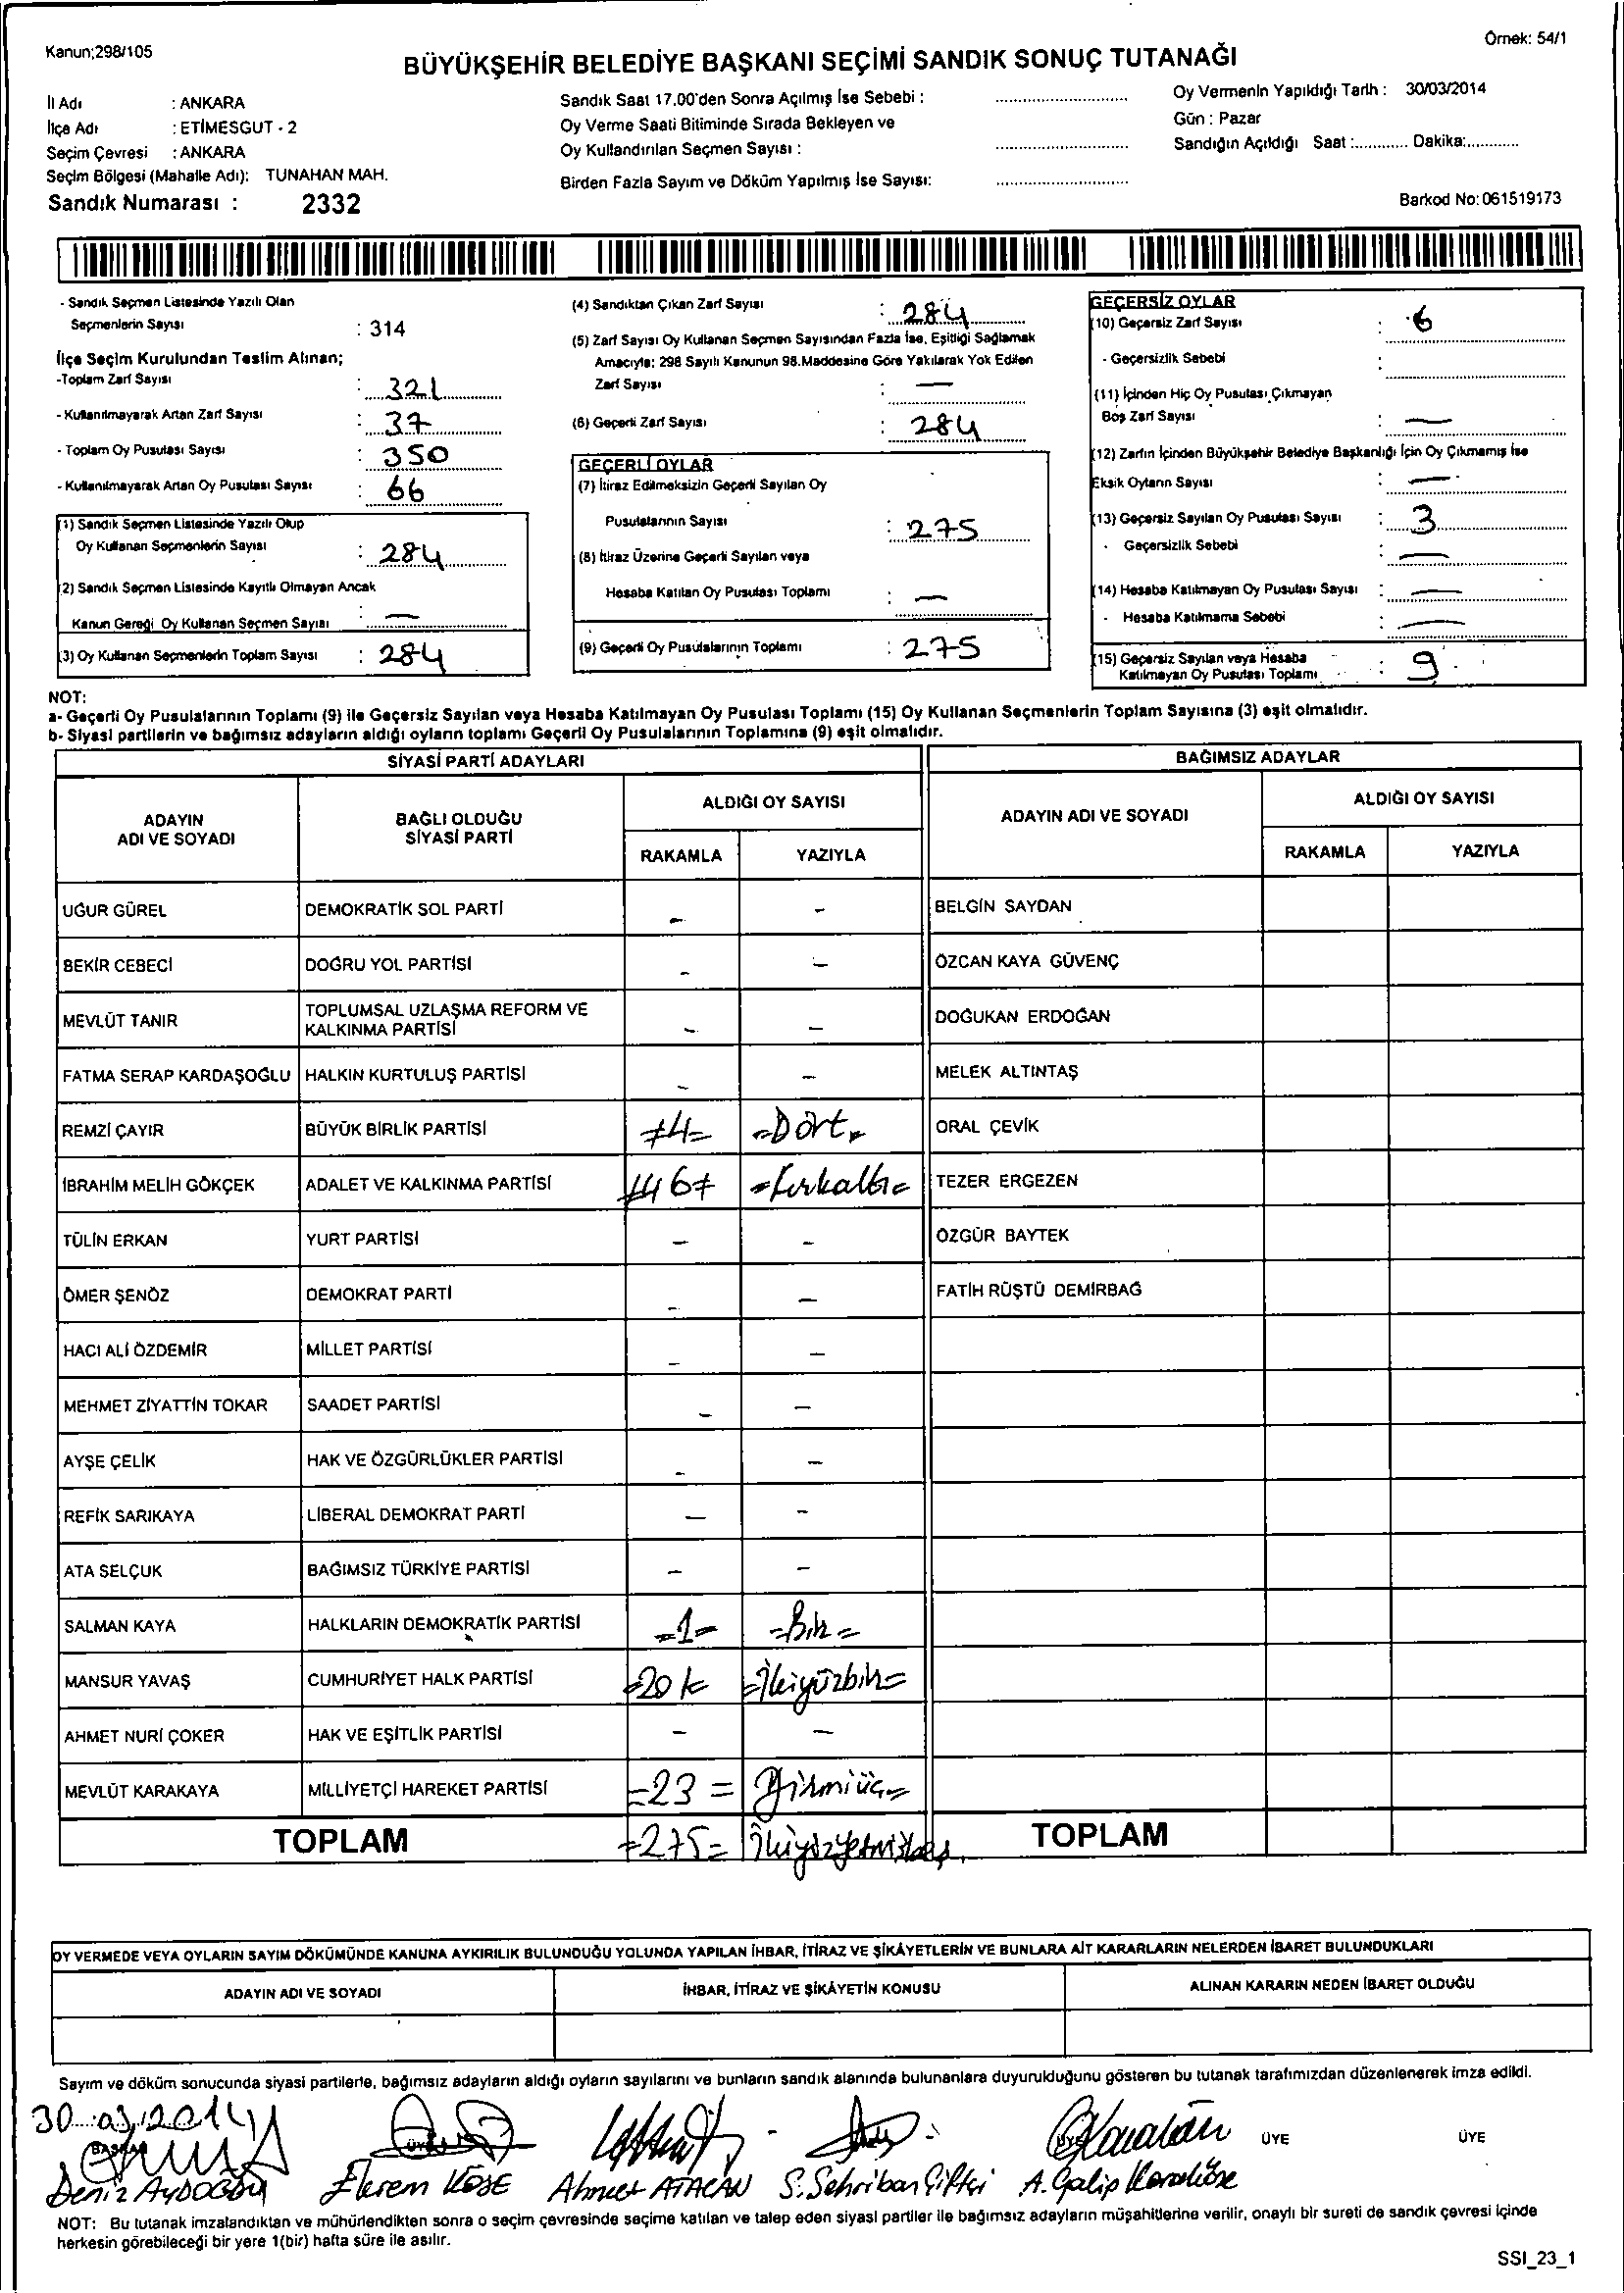 Kanun;298/105
Örnek: 54/1
BÜYÜKŞEHİR BELEDİYE BAŞKANI SEÇİMİ SANDIK SONUÇ TUTANAĞI
İl Adı : ANKARA
İlçe Adı : ETİMESGUT - 2
Seçim Çevresi : ANKARA
Seçim Bölgesi (Mahalle Adı): TUNAHAN MAH.
Sandık Numarası : 2332
Sandık Saat 17.00'den Sonra Açılmış İse Sebebi : ............
Oy Verme Saati Bitiminde Sırada Bekleyen ve
Oy Kullandırılan Seçmen Sayısı : ............
Birden Fazla Sayım ve Döküm Yapılmış İse Sayısı: ............
Oy Vermenin Yapıldığı Tarih : 30/03/2014
Gün : Pazar
Sandığın Açıldığı Saat :............ Dakika:............
Barkod No: 061519173
- Sandık Seçmen Listesinde Yazılı Olan
Seçmenlerin Sayısı : 314
İlçe Seçim Kurulundan Teslim Alınan;
-Toplam Zarf Sayısı : 321
- Kullanılmayarak Artan Zarf Sayısı : 37
- Toplam Oy Pusulası Sayısı : 350
- Kullanılmayarak Artan Oy Pusulası Sayısı : 66
(1) Sandık Seçmen Listesinde Yazılı Olup
Oy Kullanan Seçmenlerin Sayısı : 284
(2) Sandık Seçmen Listesinde Kayıtlı Olmayan Ancak
Kanun Gereği Oy Kullanan Seçmen Sayısı : —
(3) Oy Kullanan Seçmenlerin Toplam Sayısı : 284
(4) Sandıktan Çıkan Zarf Sayısı : 284
(5) Zarf Sayısı Oy Kullanan Seçmen Sayısından Fazla İse, Eşitliği Sağlamak
Amacıyla; 298 Sayılı Kanunun 98.Maddesine Göre Yakılarak Yok Edilen
Zarf Sayısı : —
(6) Geçerli Zarf Sayısı : 284
GEÇERLİ OYLAR
(7) İtiraz Edilmeksizin Geçerli Sayılan Oy
Pusulalarının Sayısı : 275
(8) İtiraz Üzerine Geçerli Sayılan veya
Hesaba Katılan Oy Pusulası Toplamı : —
(9) Geçerli Oy Pusulalarının Toplamı : 275
GEÇERSİZ OYLAR
(10) Geçersiz Zarf Sayısı : 6
- Geçersizlik Sebebi :
(11) İçinden Hiç Oy Pusulası Çıkmayan
Boş Zarf Sayısı : —
(12) Zarfın İçinden Büyükşehir Belediye Başkanlığı İçin Oy Çıkmamış İse
Eksik Oyların Sayısı : —
(13) Geçersiz Sayılan Oy Pusulası Sayısı : 3
- Geçersizlik Sebebi : —
(14) Hesaba Katılmayan Oy Pusulası Sayısı : —
- Hesaba Katılmama Sebebi : —
(15) Geçersiz Sayılan veya Hesaba
Katılmayan Oy Pusulası Toplamı : 9
NOT:
a- Geçerli Oy Pusulalarının Toplamı (9) ile Geçersiz Sayılan veya Hesaba Katılmayan Oy Pusulası Toplamı (15) Oy Kullanan Seçmenlerin Toplam Sayısına (3) eşit olmalıdır.
b- Siyasi partilerin ve bağımsız adayların aldığı oyların toplamı Geçerli Oy Pusulalarının Toplamına (9) eşit olmalıdır.
SİYASİ PARTİ ADAYLARI
ADAYIN ADI VE SOYADI BAĞLI OLDUĞU SİYASİ PARTİ ALDIĞI OY SAYISI RAKAMLA YAZIYLA
UĞUR GÜREL DEMOKRATİK SOL PARTİ - -
BEKİR CEBECİ DOĞRU YOL PARTİSİ - -
MEVLÜT TANIR TOPLUMSAL UZLAŞMA REFORM VE KALKINMA PARTİSİ - -
FATMA SERAP KARDAŞOĞLU HALKIN KURTULUŞ PARTİSİ - -
REMZİ ÇAYIR BÜYÜK BİRLİK PARTİSİ =4= =Dört=
İBRAHİM MELİH GÖKÇEK ADALET VE KALKINMA PARTİSİ =46= =Kırkaltı=
TÜLİN ERKAN YURT PARTİSİ - -
ÖMER ŞENÖZ DEMOKRAT PARTİ - -
HACI ALİ ÖZDEMİR MİLLET PARTİSİ - -
MEHMET ZİYATTİN TOKAR SAADET PARTİSİ - -
AYŞE ÇELİK HAK VE ÖZGÜRLÜKLER PARTİSİ - -
REFİK SARIKAYA LİBERAL DEMOKRAT PARTİ - -
ATA SELÇUK BAĞIMSIZ TÜRKİYE PARTİSİ - -
SALMAN KAYA HALKLARIN DEMOKRATİK PARTİSİ =1= =Bir=
MANSUR YAVAŞ CUMHURİYET HALK PARTİSİ =201= =İkiyüzbir=
AHMET NURİ ÇOKER HAK VE EŞİTLİK PARTİSİ - -
MEVLÜT KARAKAYA MİLLİYETÇİ HAREKET PARTİSİ =23= Yirmiüç=
TOPLAM =275= İkiyüzyetmişbeş
BAĞIMSIZ ADAYLAR
ADAYIN ADI VE SOYADI ALDIĞI OY SAYISI RAKAMLA YAZIYLA
BELGİN SAYDAN
ÖZCAN KAYA GÜVENÇ
DOĞUKAN ERDOĞAN
MELEK ALTINTAŞ
ORAL ÇEVİK
TEZER ERGEZEN
ÖZGÜR BAYTEK
FATİH RÜŞTÜ DEMİRBAĞ
TOPLAM
OY VERMEDE VEYA OYLARIN SAYIM DÖKÜMÜNDE KANUNA AYKIRILIK BULUNDUĞU YOLUNDA YAPILAN İHBAR, İTİRAZ VE ŞİKÂYETLERİN VE BUNLARA AİT KARARLARIN NELERDEN İBARET BULUNDUKLARI
ADAYIN ADI VE SOYADI İHBAR, İTİRAZ VE ŞİKÂYETİN KONUSU ALINAN KARARIN NEDEN İBARET OLDUĞU
Sayım ve döküm sonucunda siyasi partilerle, bağımsız adayların aldığı oyların sayılarını ve bunların sandık alanında bulunanlara duyurulduğunu gösteren bu tutanak tarafımızdan düzenlenerek imza edildi.
30.03.2014
BAŞKAN ÜYE ÜYE ÜYE ÜYE
Deniz AYDOĞDU Ekrem KÖSE Ahmet ATACAN S.Şehriban Çiftçi A.Galip Karaköse
NOT: Bu tutanak imzalandıktan ve mühürlendikten sonra o seçim çevresinde seçime katılan ve talep eden siyasi partiler ile bağımsız adayların müşahitlerine verilir, onaylı bir sureti de sandık çevresi içinde
herkesin görebileceği bir yere 1(bir) hafta süre ile asılır.
SSI_23_1